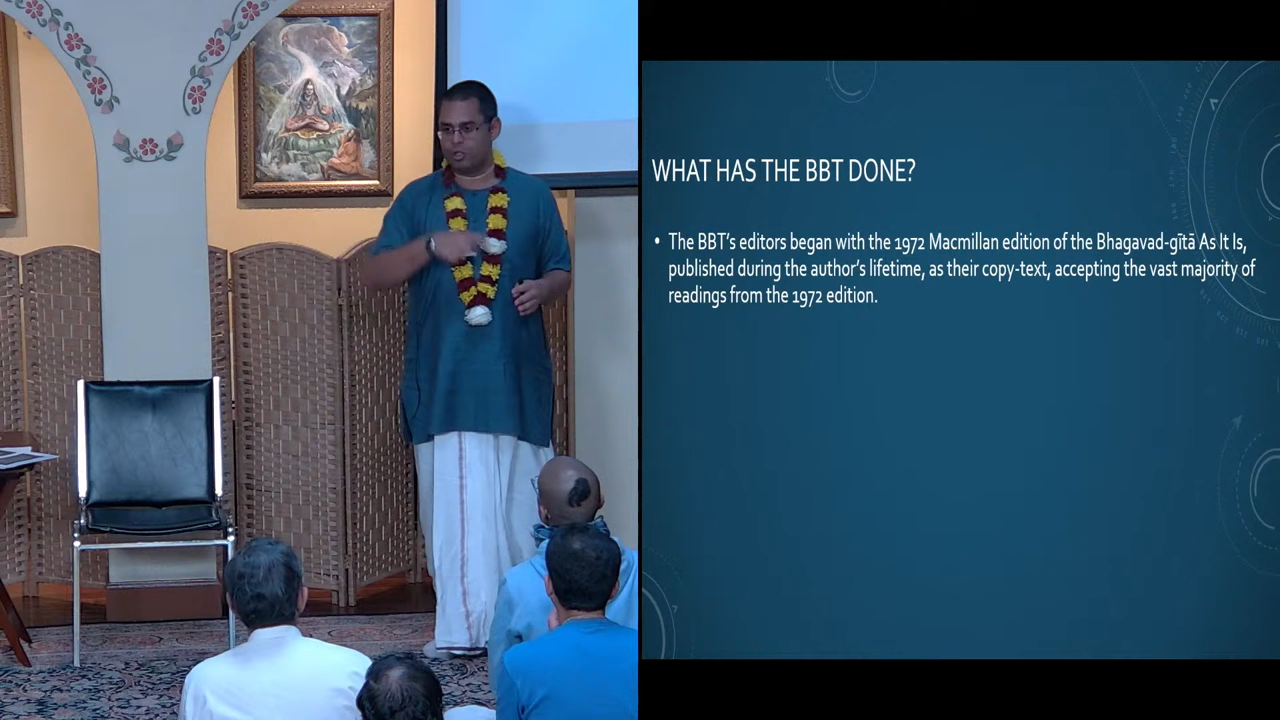 WHAT HAS THE BBT DONE?
• The BBT's editors began with the 1972 Macmillan edition of the Bhagavad-gītā As It Is,
published during the author's lifetime, as their copy-text, accepting the vast majority of
readings from the 1972 edition.